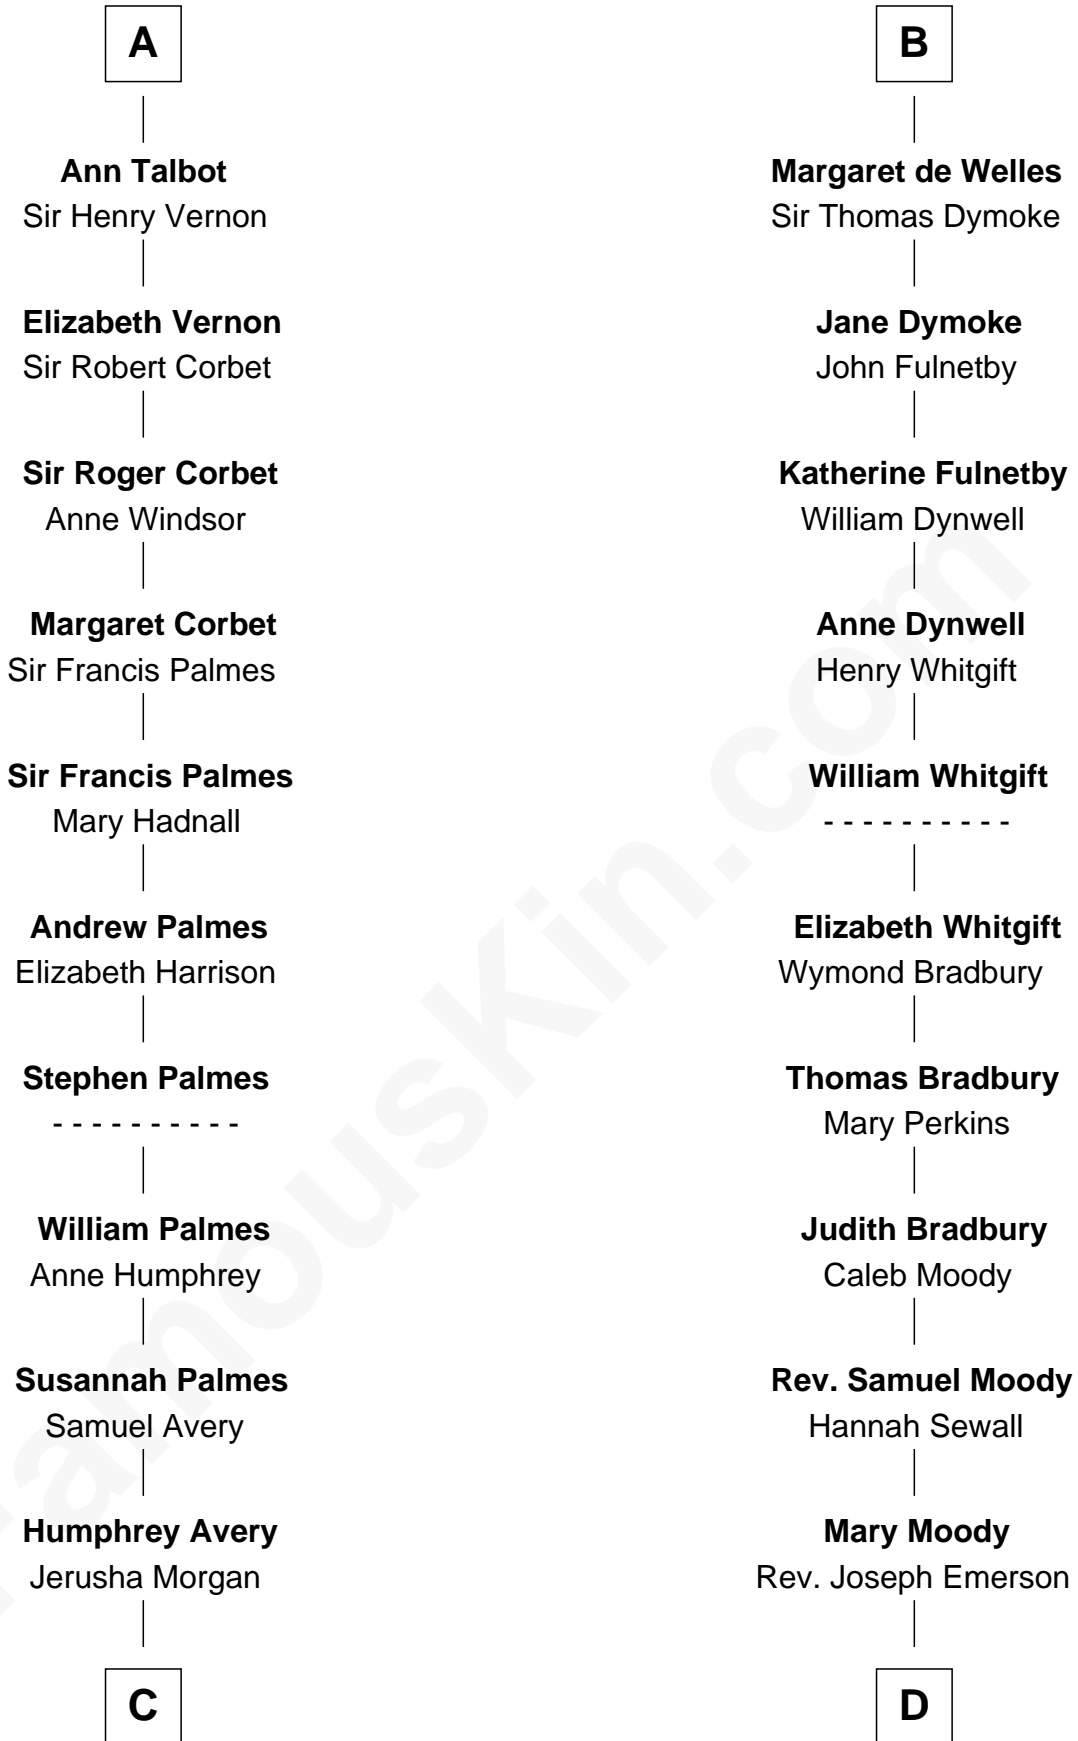 A
Ann Talbot
Sir Henry Vernon
Elizabeth Vernon
Sir Robert Corbet
Sir Roger Corbet
Anne Windsor
Margaret Corbet
Sir Francis Palmes
Sir Francis Palmes
Mary Hadnall
Andrew Palmes
Elizabeth Harrison
Stephen Palmes
- - - - - - - - - -
William Palmes
Anne Humphrey
Susannah Palmes
Samuel Avery
Humphrey Avery
Jerusha Morgan
C
B
Margaret de Welles
Sir Thomas Dymoke
Jane Dymoke
John Fulnetby
Katherine Fulnetby
William Dynwell
Anne Dynwell
Henry Whitgift
William Whitgift
- - - - - - - - - -
Elizabeth Whitgift
Wymond Bradbury
Thomas Bradbury
Mary Perkins
Judith Bradbury
Caleb Moody
Rev. Samuel Moody
Hannah Sewall
Mary Moody
Rev. Joseph Emerson
D
FamousKin.com